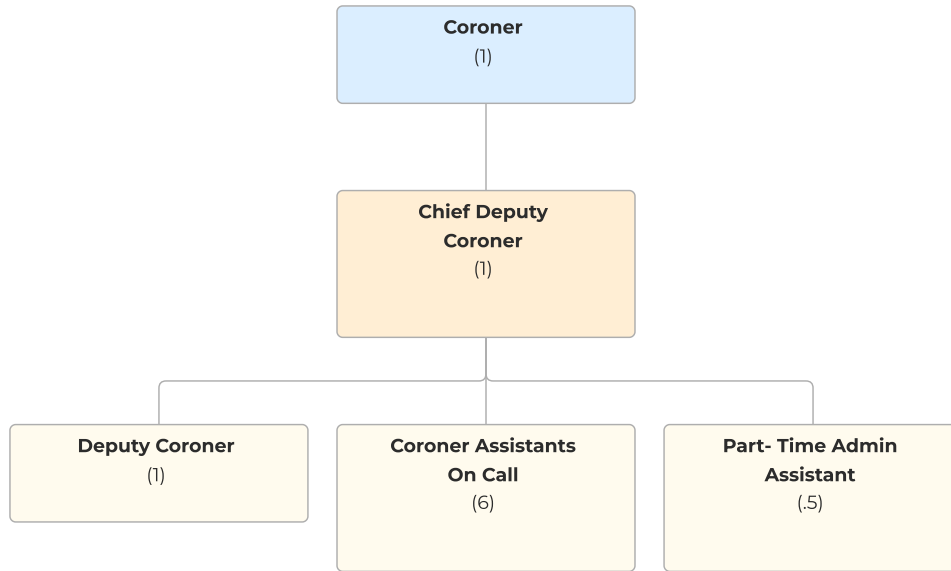 Coroner
(1)
Chief Deputy
Coroner
(1)
Deputy Coroner
(1)
Coroner Assistants
On Call
(6)
Part- Time Admin
Assistant
(.5)